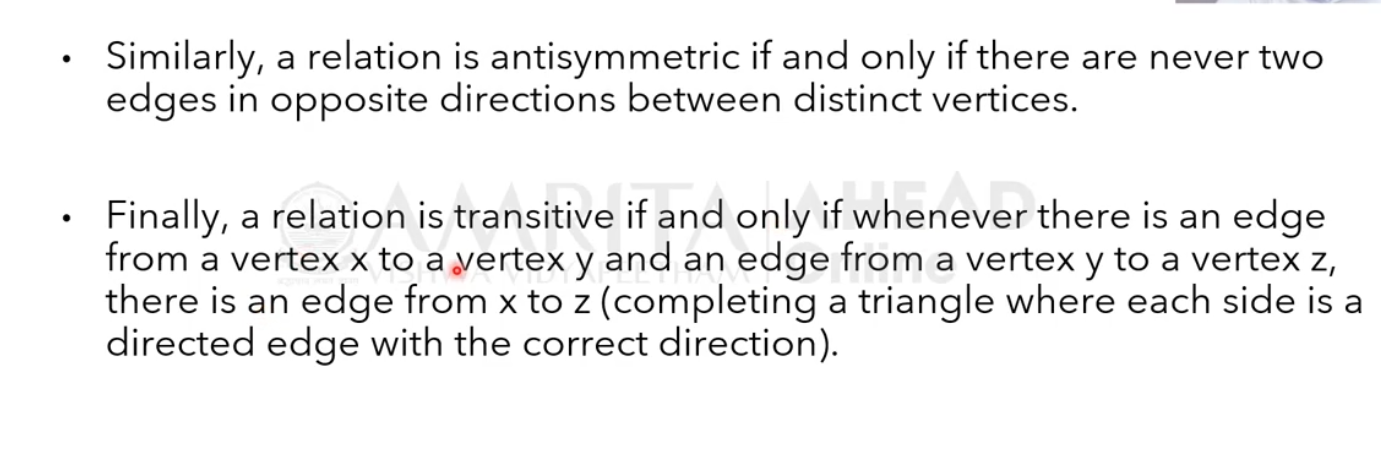 • Similarly, a relation is antisymmetric if and only if there are never two
edges in opposite directions between distinct vertices.
• Finally, a relation is transitive if and only if whenever there is an edge
from a vertex x to a vertex y and an edge from a vertex y to a vertex z,
there is an edge from x to z (completing a triangle where each side is a
directed edge with the correct direction).
AMRITA AHEAD
VISHWA VIDYAPEETHAM Online